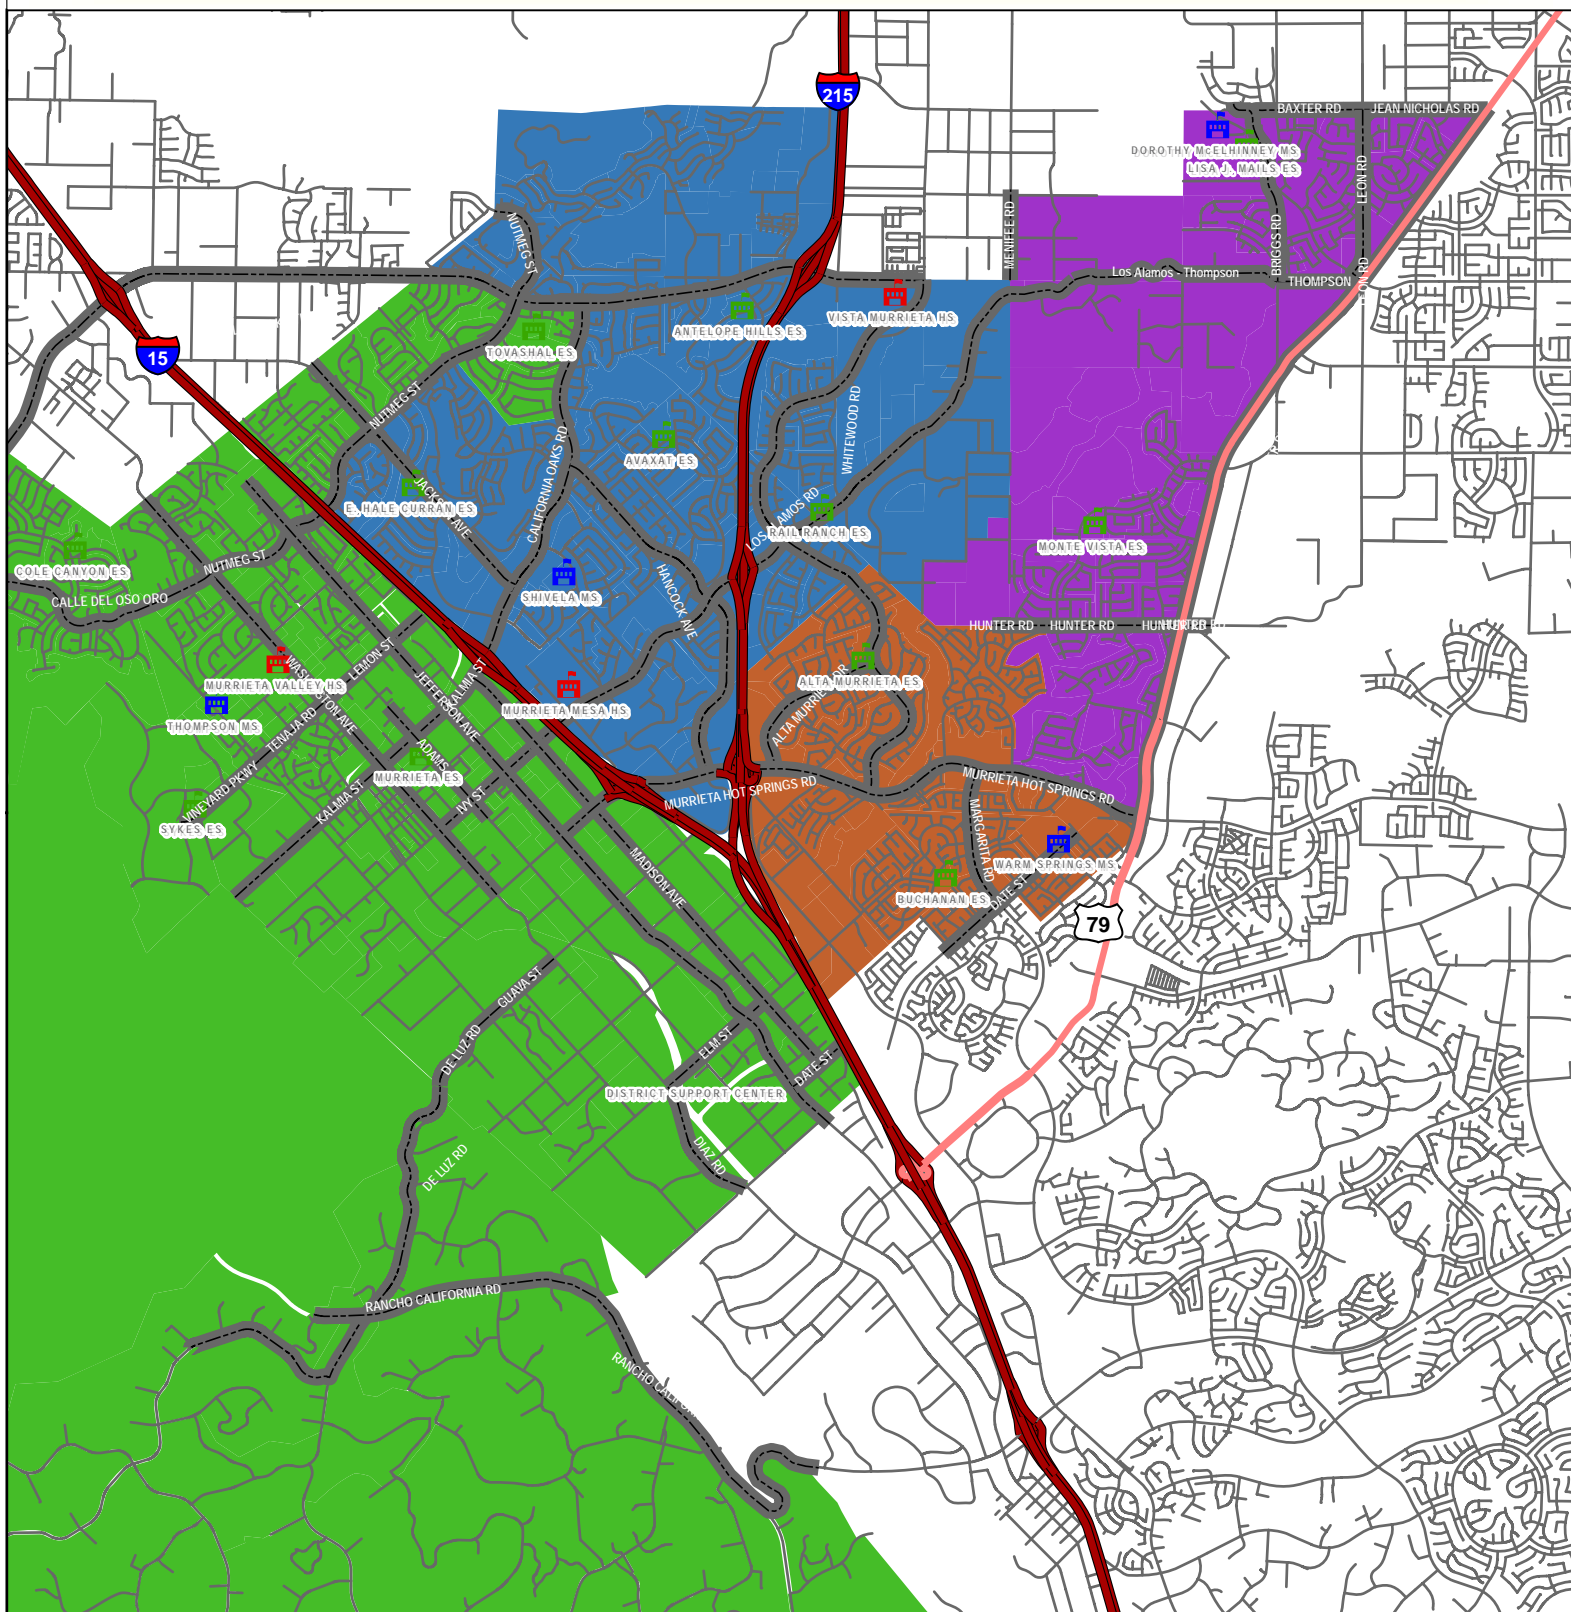 215
BAXTER RD
JEAN NICHOLAS RD
DOROTHY McELHINNEY MS
LISA J. MAILS ES
LEON RD
NUTMEG ST
MENIFEE RD
BRIGGS RD
Los Alamos - Thompson
THOMPSON
LEON RD
VISTA MURRIETA HS
ANTELOPE HILLS ES
TOVASHAL ES
15
NUTMEG ST
WHITEWOOD RD
CALIFORNIA OAKS RD
AVAXAT ES
JACKSON AVE
E. HALE CURRAN ES
LOS ALAMOS RD
RAIL RANCH ES
MONTE VISTA ES
COLE CANYON ES
NUTMEG ST
CALLE DEL OSO ORO
SHIVELA MS
HANCOCK AVE
HUNTER RD
HUNTER RD
HUNTER RD
HUNTER RD
LEMON ST
MURRIETA VALLEY HS
WASHINGTON AVE
JEFFERSON AVE
KALMIA ST
ALTA MURRIETA ES
ALTA MURRIETA DR
MURRIETA MESA HS
THOMPSON MS
TENAJA RD
ADAMS
MURRIETA ES
VINEYARD PKWY
KALMIA ST
IVY ST
MURRIETA HOT SPRINGS RD
MURRIETA HOT SPRINGS RD
SYKES ES
MARGARITA RD
WARM SPRINGS MS
MADISON AVE
BUCHANAN ES
DATE ST
79
GUAVA ST
DE LUZ RD
ELM ST
DATE ST
DISTRICT SUPPORT CENTER
DIAZ RD
DE LUZ RD
RANCHO CALIFORNIA RD